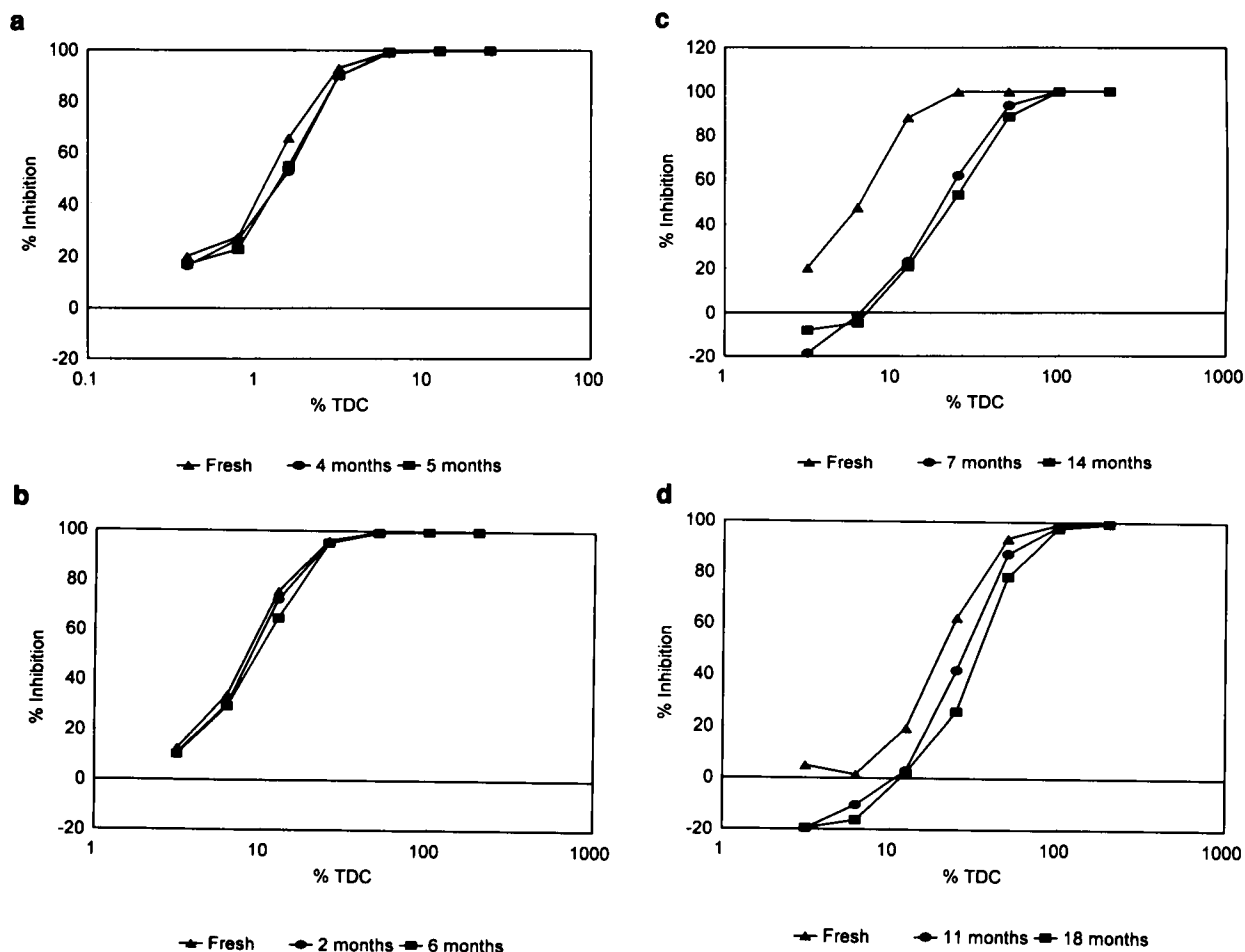 a
100
80
60
40
20
0
-20
% Inhibition
0.1 1 10 100
% TDC
Fresh 4 months 5 months
b
100
80
60
40
20
0
-20
% Inhibition
1 10 100 1000
% TDC
Fresh 2 months 6 months
c
120
100
80
60
40
20
0
-20
% Inhibition
1 10 100 1000
% TDC
Fresh 7 months 14 months
d
100
80
60
40
20
0
-20
% Inhibition
1 10 100 1000
% TDC
Fresh 11 months 18 months